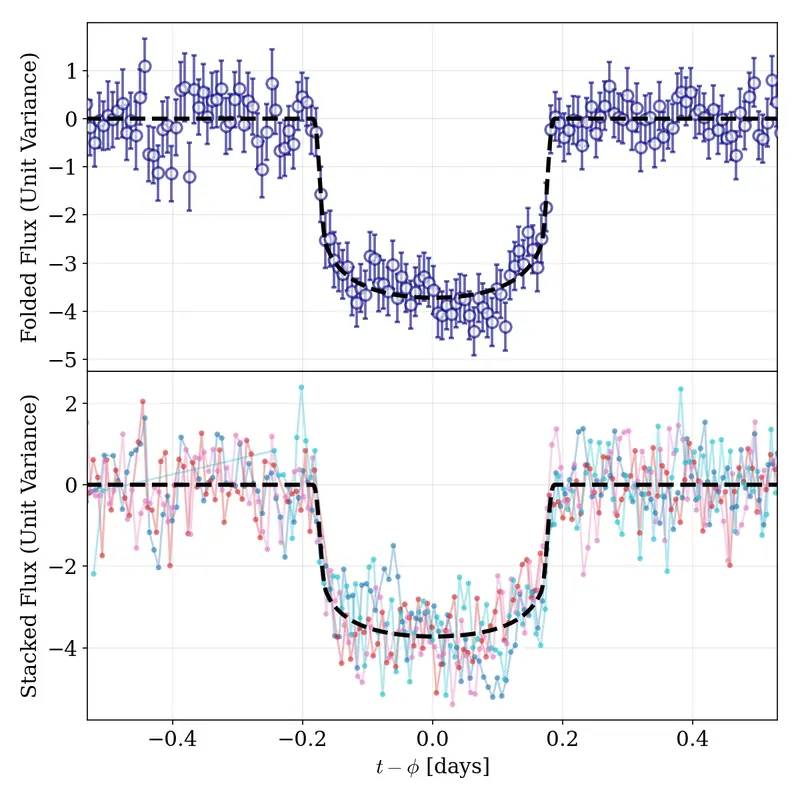 Folded Flux (Unit Variance)
1
0
−1
−2
−3
−4
−5
Stacked Flux (Unit Variance)
2
0
−2
−4
−0.4 −0.2 0.0 0.2 0.4
t − ϕ [days]